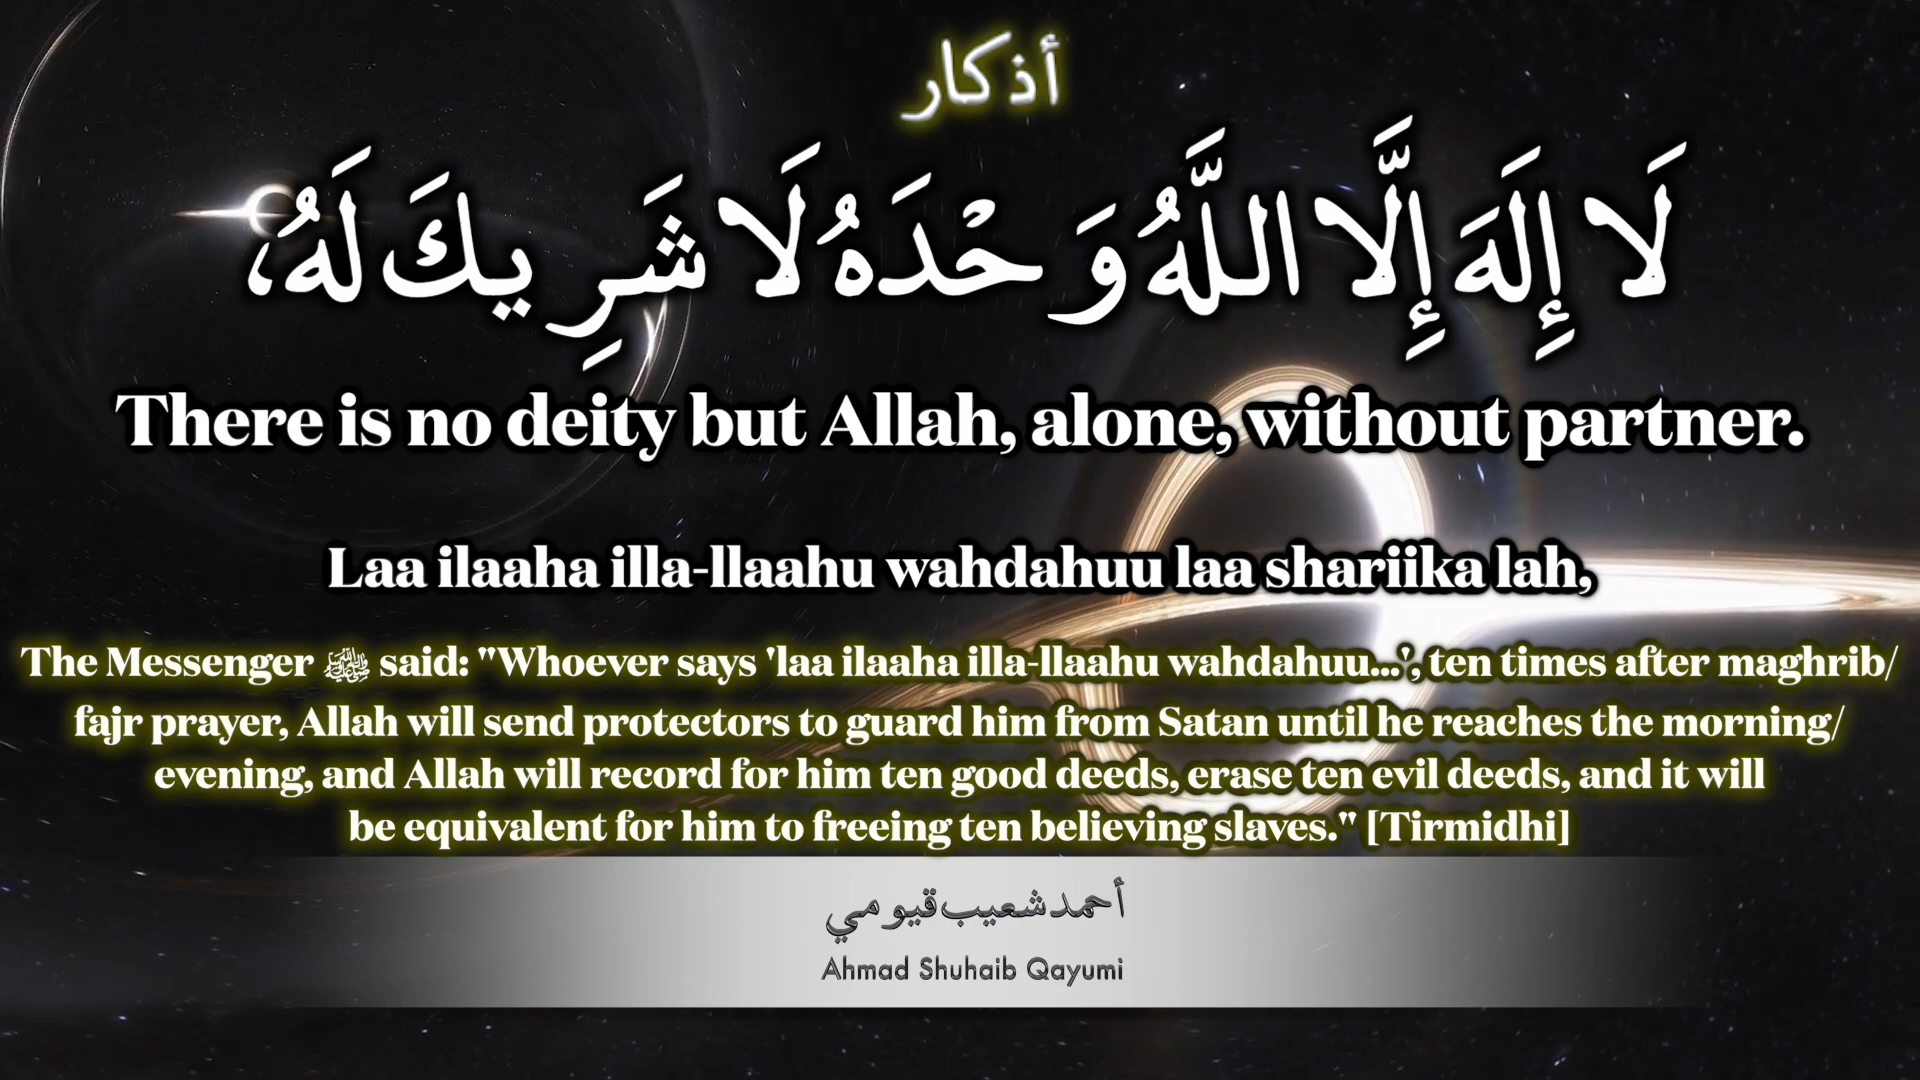 أذكار
لَا إِلَهَ إِلَّا اللَّهُ وَحْدَهُ لَا شَرِيكَ لَهُ،
There is no deity but Allah, alone, without partner.
Laa ilaaha illa-llaahu wahdahuu laa shariika lah,
The Messenger ﷺ said: "Whoever says 'laa ilaaha illa-llaahu wahdahuu...', ten times after maghrib/
fajr prayer, Allah will send protectors to guard him from Satan until he reaches the morning/
evening, and Allah will record for him ten good deeds, erase ten evil deeds, and it will
be equivalent for him to freeing ten believing slaves." [Tirmidhi]
أحمد شعيب قيومي
Ahmad Shuhaib Qayumi